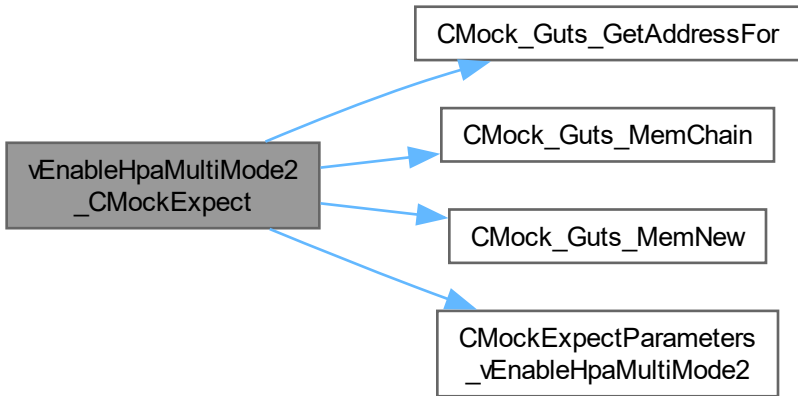 vEnableHpaMultiMode2
_CMockExpect
CMock_Guts_GetAddressFor
CMock_Guts_MemChain
CMock_Guts_MemNew
CMockExpectParameters
_vEnableHpaMultiMode2